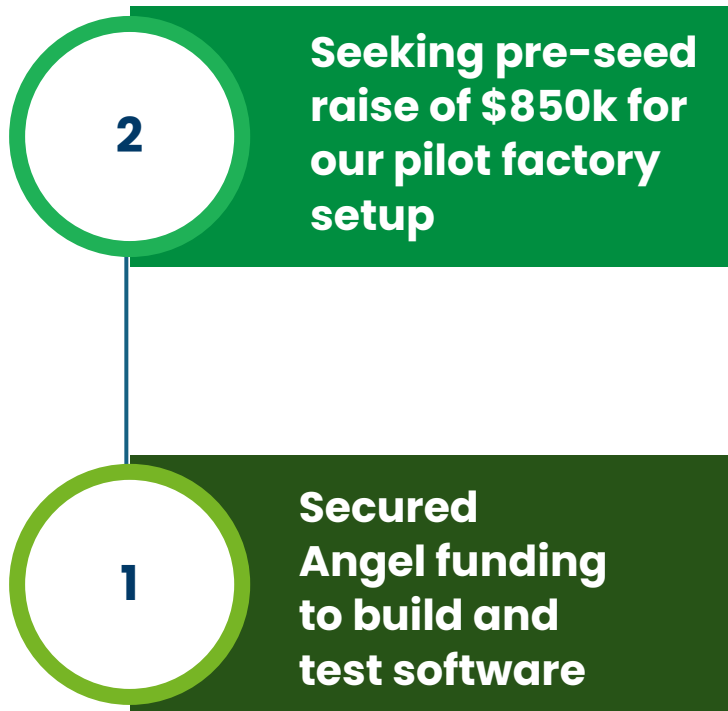 2
Seeking pre-seed
raise of $850k for
our pilot factory
setup
1
Secured
Angel funding
to build and
test software